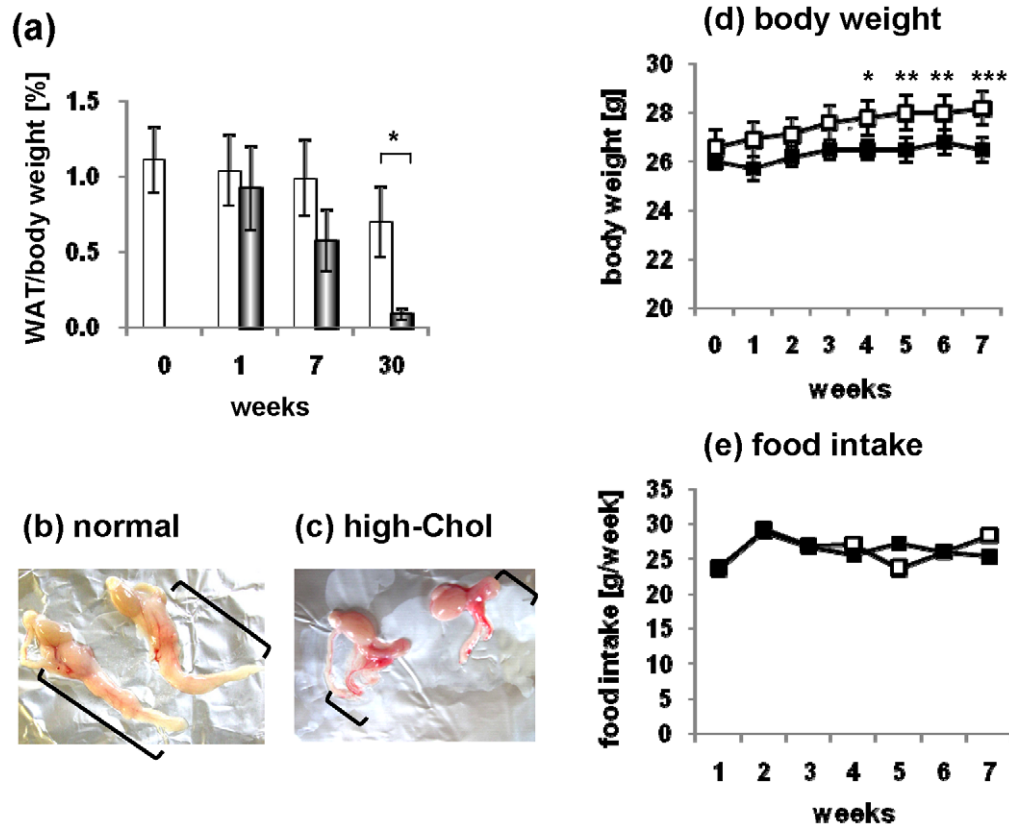 (a)
WAT/body weight [%]
1.5
1.0
0.5
0.0
*
0 1 7 30
weeks
(b) normal
(c) high-Chol
(d) body weight
body weight [g]
30
28
26
24
22
20
* ** ** ***
0 1 2 3 4 5 6 7
weeks
(e) food intake
food intake [g/week]
35
30
25
20
15
10
5
0
1 2 3 4 5 6 7
weeks